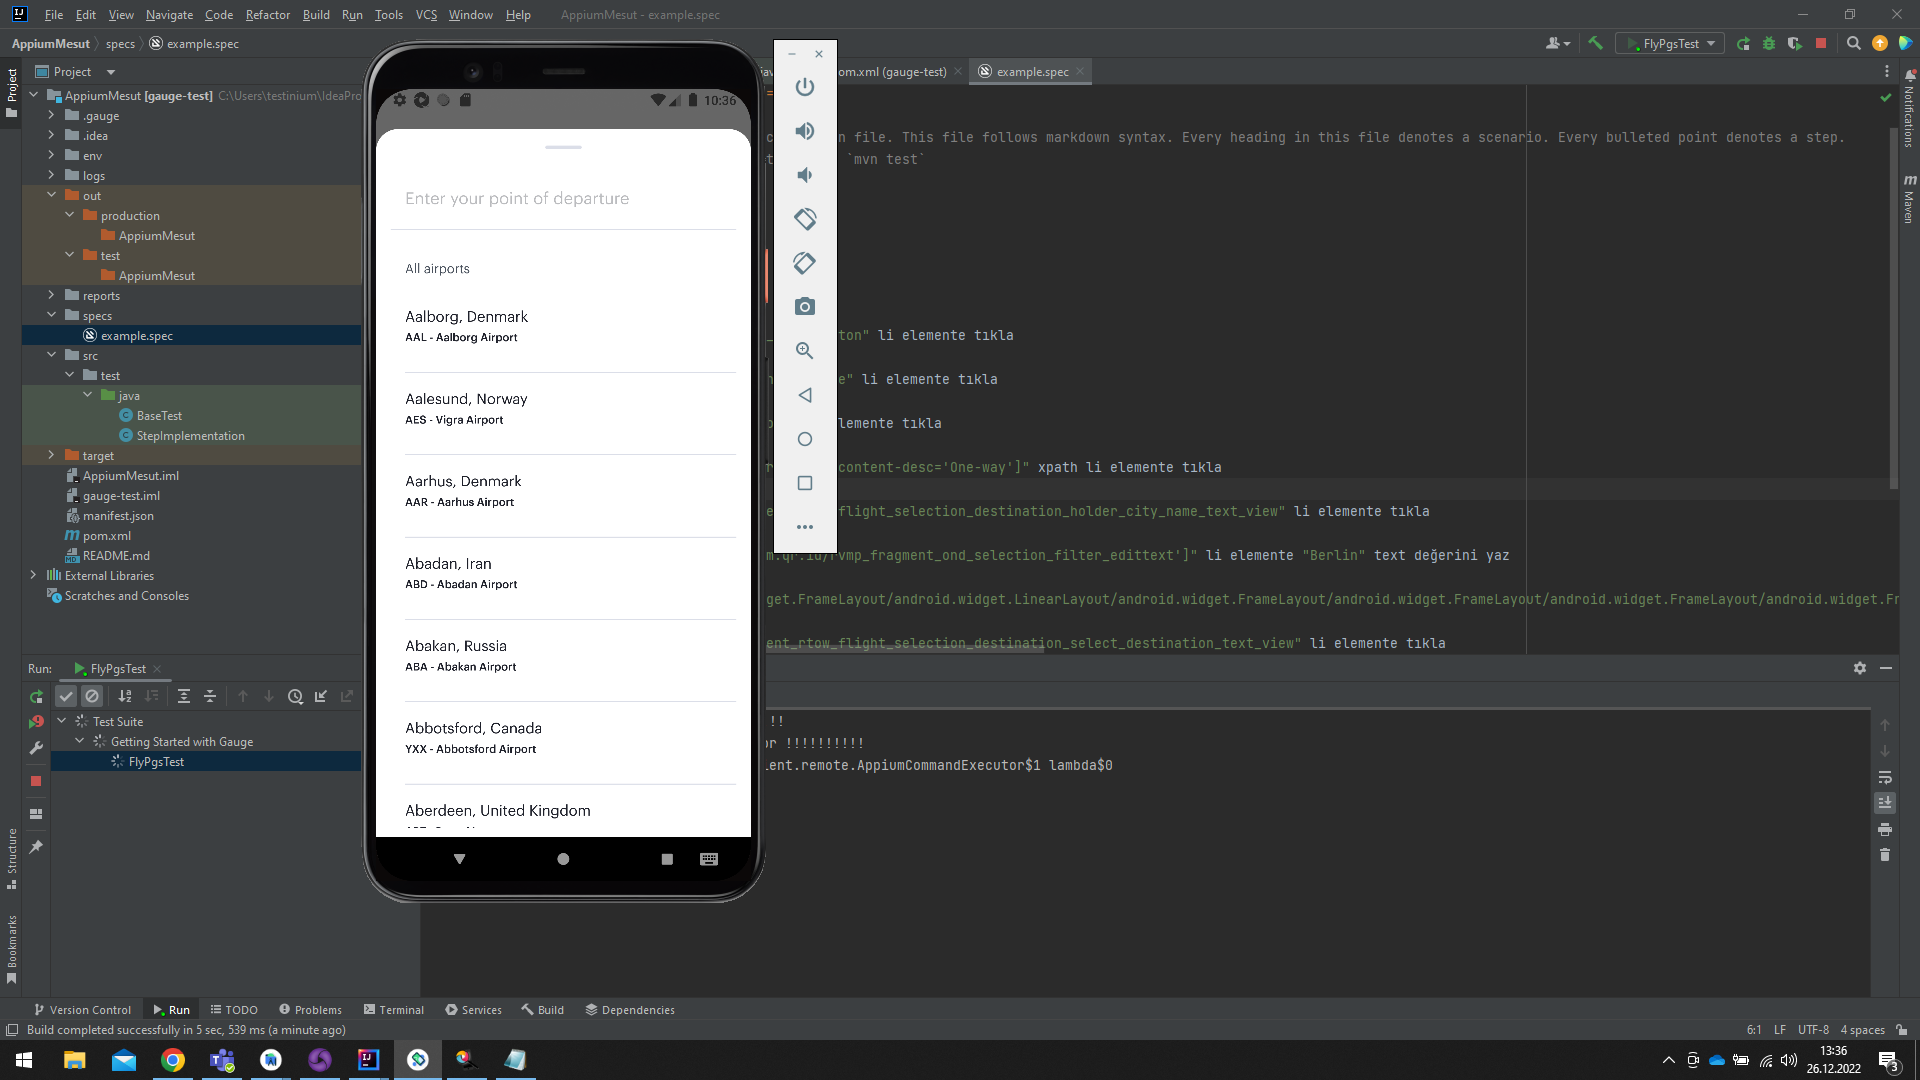 File Edit View Navigate Code Refactor Build Run Tools VCS Window Help AppiumMesut - example.spec
AppiumMesut specs example.spec FlyPgsTest
Project
om.xml (gauge-test) example.spec
AppiumMesut [gauge-test] C:\Users\testinium\IdeaPro
.gauge
.idea
env
logs
out
production
AppiumMesut
test
AppiumMesut
reports
specs
example.spec
src
test
java
BaseTest
StepImplementation
target
AppiumMesut.iml
gauge-test.iml
manifest.json
pom.xml
README.md
External Libraries
Scratches and Consoles
10:36
Enter your point of departure
All airports
Aalborg, Denmark
AAL - Aalborg Airport
Aalesund, Norway
AES - Vigra Airport
Aarhus, Denmark
AAR - Aarhus Airport
Abadan, Iran
ABD - Abadan Airport
Abakan, Russia
ABA - Abakan Airport
Abbotsford, Canada
YXX - Abbotsford Airport
Aberdeen, United Kingdom
n file. This file follows markdown syntax. Every heading in this file denotes a scenario. Every bulleted point denotes a step.
`mvn test`
ton" li elemente tıkla
e" li elemente tıkla
lemente tıkla
content-desc='One-way']" xpath li elemente tıkla
flight_selection_destination_holder_city_name_text_view" li elemente tıkla
m.qr.id/rvmp_fragment_ond_selection_filter_edittext']" li elemente "Berlin" text değerini yaz
get.FrameLayout/android.widget.LinearLayout/android.widget.FrameLayout/android.widget.FrameLayout/android.widget.FrameLayout/android.widget.Fr
ent_rtow_flight_selection_destination_select_destination_text_view" li elemente tıkla
Project
Structure
Bookmarks
Notifications
Maven
Run: FlyPgsTest
Test Suite
Getting Started with Gauge
FlyPgsTest
!!
or !!!!!!!!!!
ent.remote.AppiumCommandExecutor$1 lambda$0
Version Control Run TODO Problems Terminal Services Build Dependencies
Build completed successfully in 5 sec, 539 ms (a minute ago) 6:1 LF UTF-8 4 spaces
13:36
26.12.2022
3